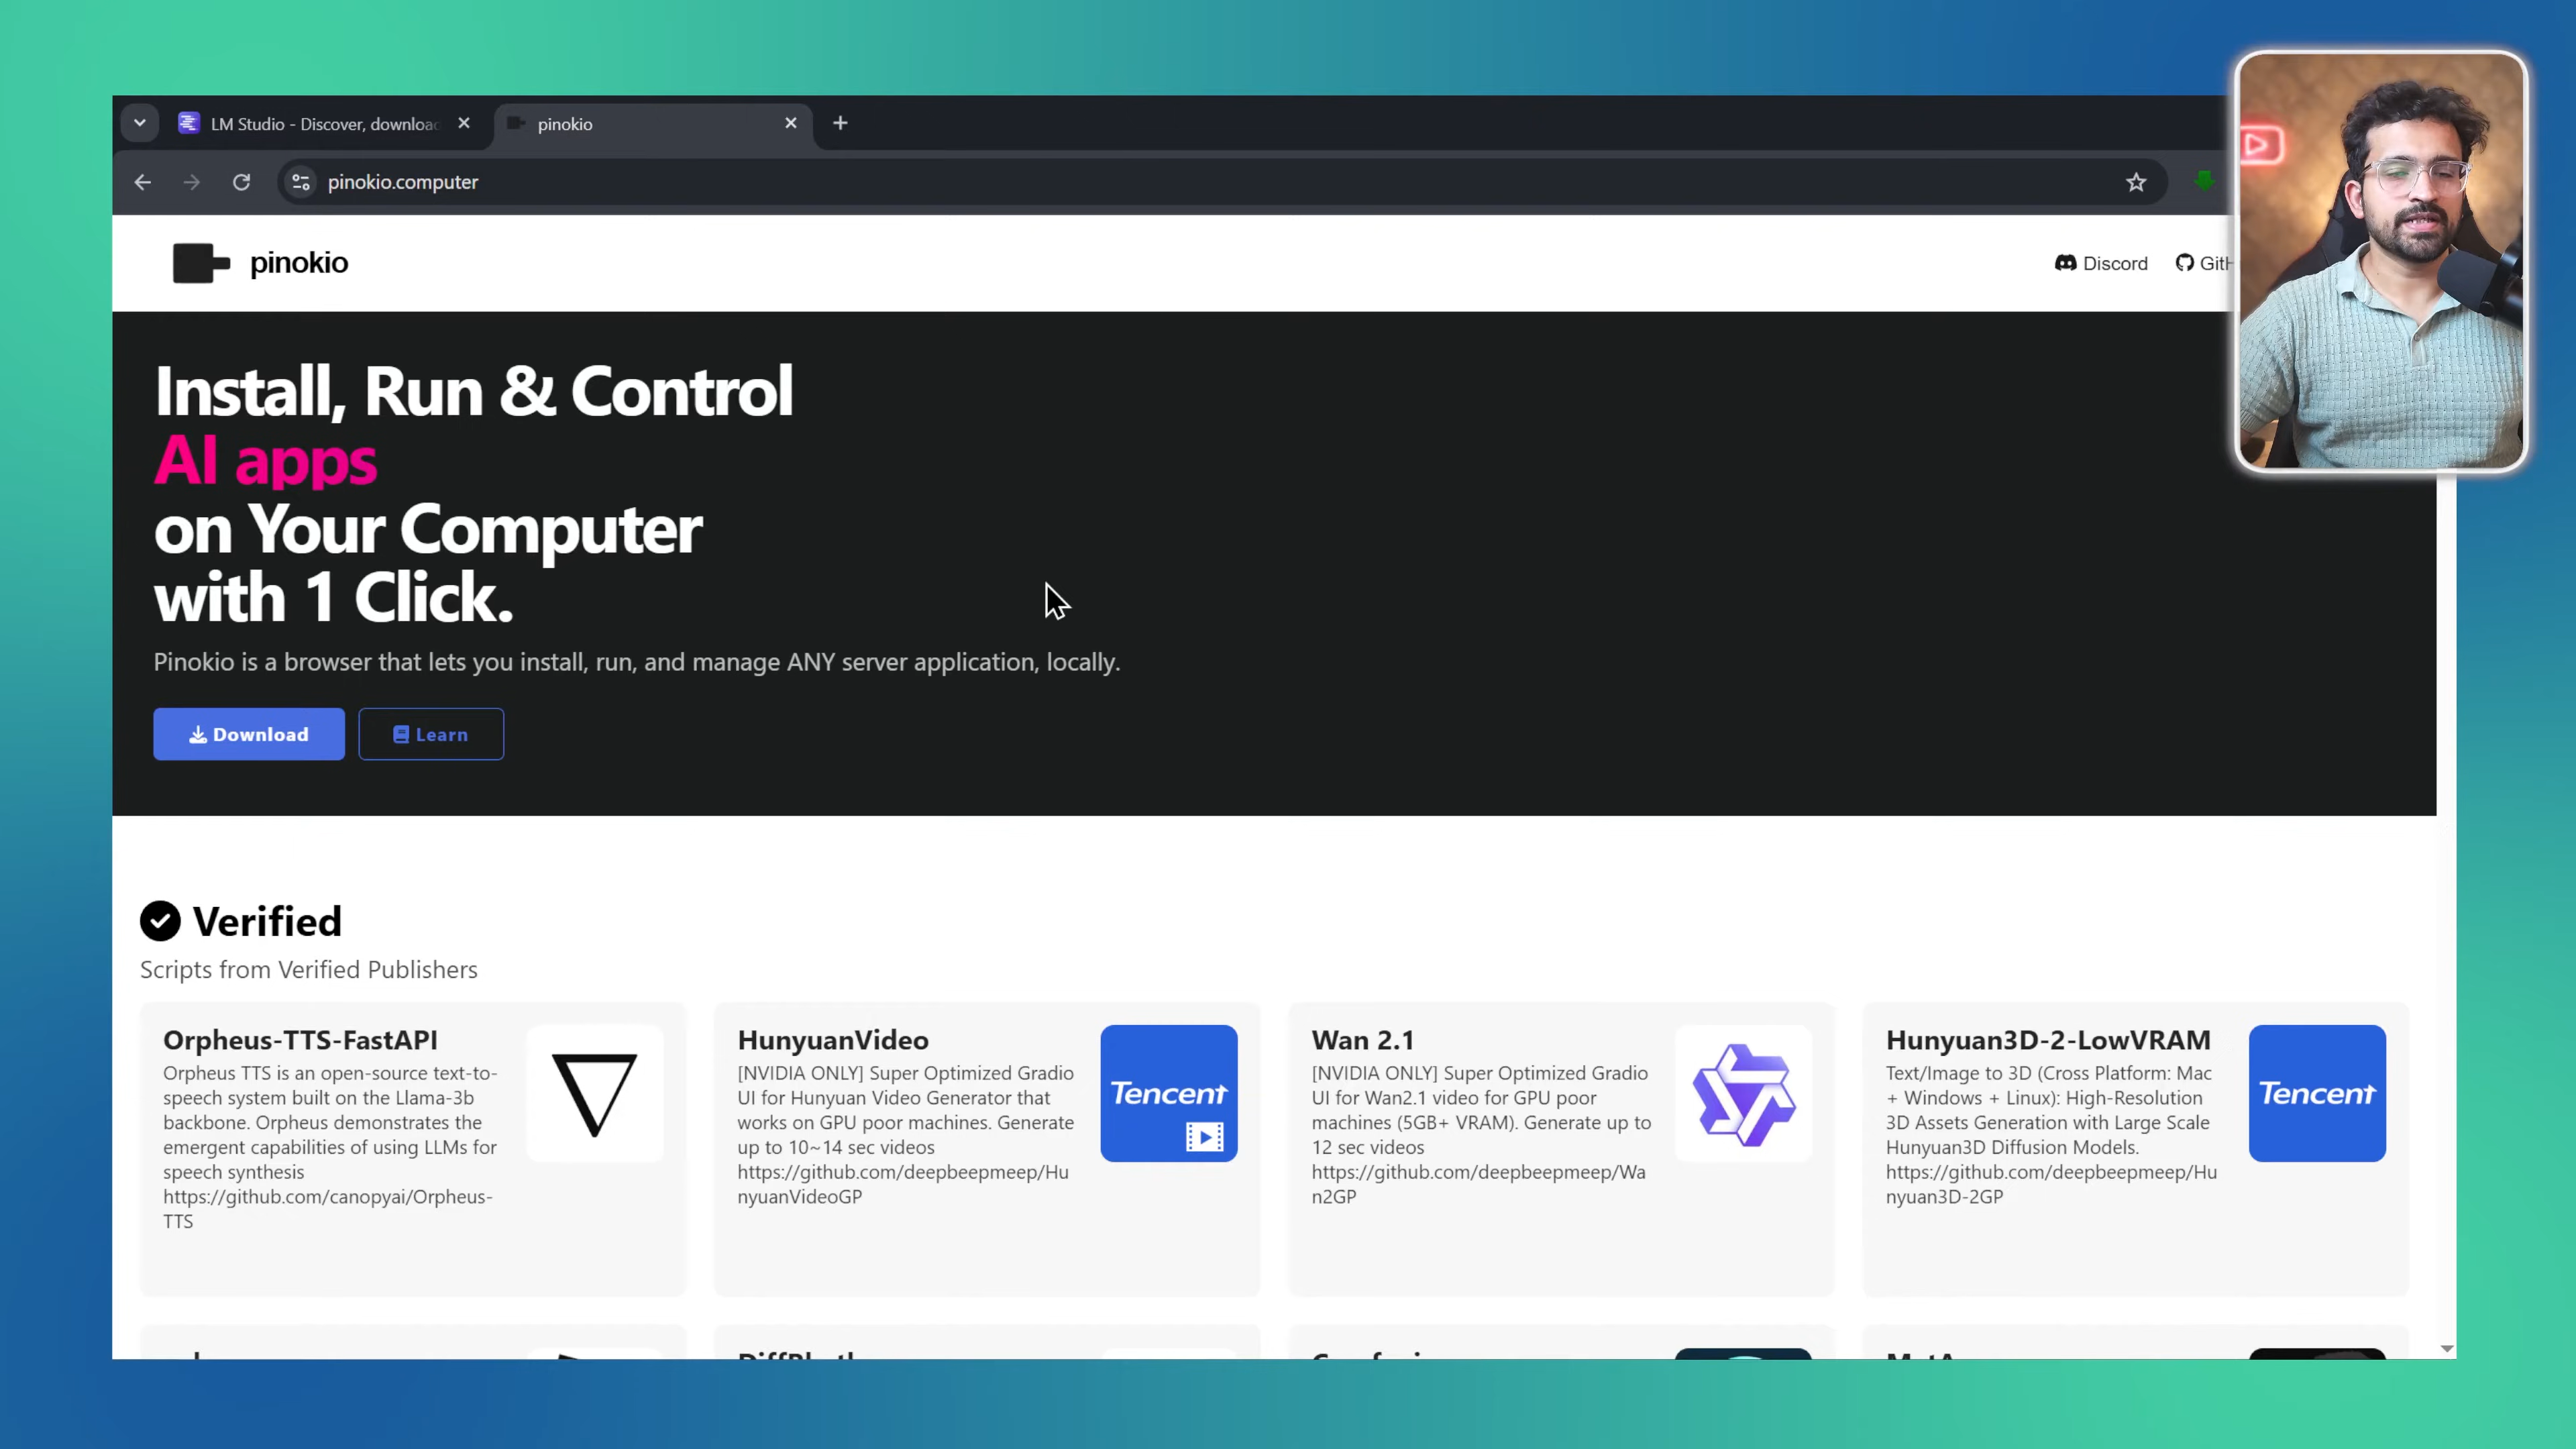 LM Studio - Discover, download
pinokio
pinokio.computer
pinokio
Discord
GitH
Install, Run & Control
AI apps
on Your Computer
with 1 Click.
Pinokio is a browser that lets you install, run, and manage ANY server application, locally.
Download
Learn
Verified
Scripts from Verified Publishers
Orpheus-TTS-FastAPI
Orpheus TTS is an open-source text-to-
speech system built on the Llama-3b
backbone. Orpheus demonstrates the
emergent capabilities of using LLMs for
speech synthesis
https://github.com/canopyai/Orpheus-
TTS
HunyuanVideo
[NVIDIA ONLY] Super Optimized Gradio
UI for Hunyuan Video Generator that
works on GPU poor machines. Generate
up to 10~14 sec videos
https://github.com/deepbeepmeep/Hu
nyuanVideoGP
Tencent
Wan 2.1
[NVIDIA ONLY] Super Optimized Gradio
UI for Wan2.1 video for GPU poor
machines (5GB+ VRAM). Generate up to
12 sec videos
https://github.com/deepbeepmeep/Wa
n2GP
Hunyuan3D-2-LowVRAM
Text/Image to 3D (Cross Platform: Mac
+ Windows + Linux): High-Resolution
3D Assets Generation with Large Scale
Hunyuan3D Diffusion Models.
https://github.com/deepbeepmeep/Hu
nyuan3D-2GP
Tencent